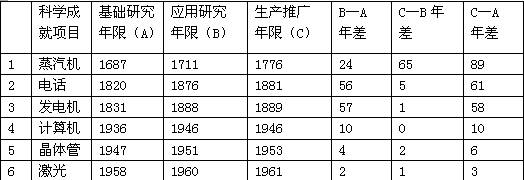 科学成就项目 基础研究年限（A） 应用研究年限（B） 生产推广年限（C） B—A年差 C—B年差 C—A年差
1 蒸汽机 1687 1711 1776 24 65 89
2 电话 1820 1876 1881 56 5 61
3 发电机 1831 1888 1889 57 1 58
4 计算机 1936 1946 1946 10 0 10
5 晶体管 1947 1951 1953 4 2 6
6 激光 1958 1960 1961 2 1 3